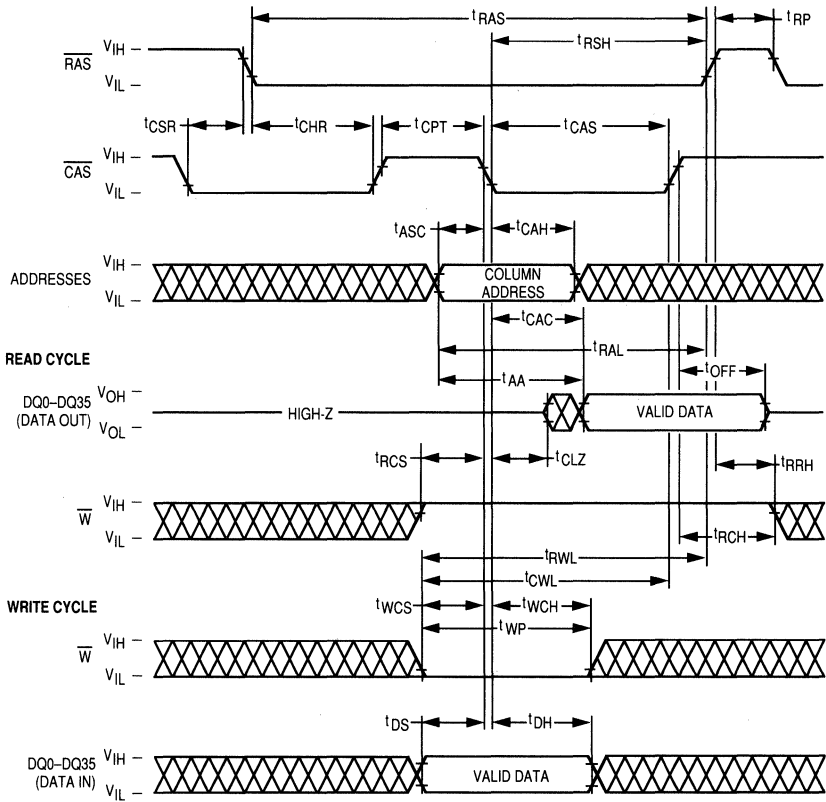 tRAS
tRP
tRSH
RAS
VIH
VIL
tCSR
tCHR
tCPT
tCAS
CAS
VIH
VIL
tASC
tCAH
ADDRESSES
VIH
VIL
COLUMN
ADDRESS
tCAC
READ CYCLE
tRAL
tAA
tOFF
DQ0–DQ35
(DATA OUT)
VOH
VOL
HIGH-Z
VALID DATA
tRCS
tCLZ
tRRH
W
VIH
VIL
tRCH
tRWL
tCWL
WRITE CYCLE
tWCS
tWCH
tWP
W
VIH
VIL
tDS
tDH
DQ0–DQ35
(DATA IN)
VIH
VIL
VALID DATA